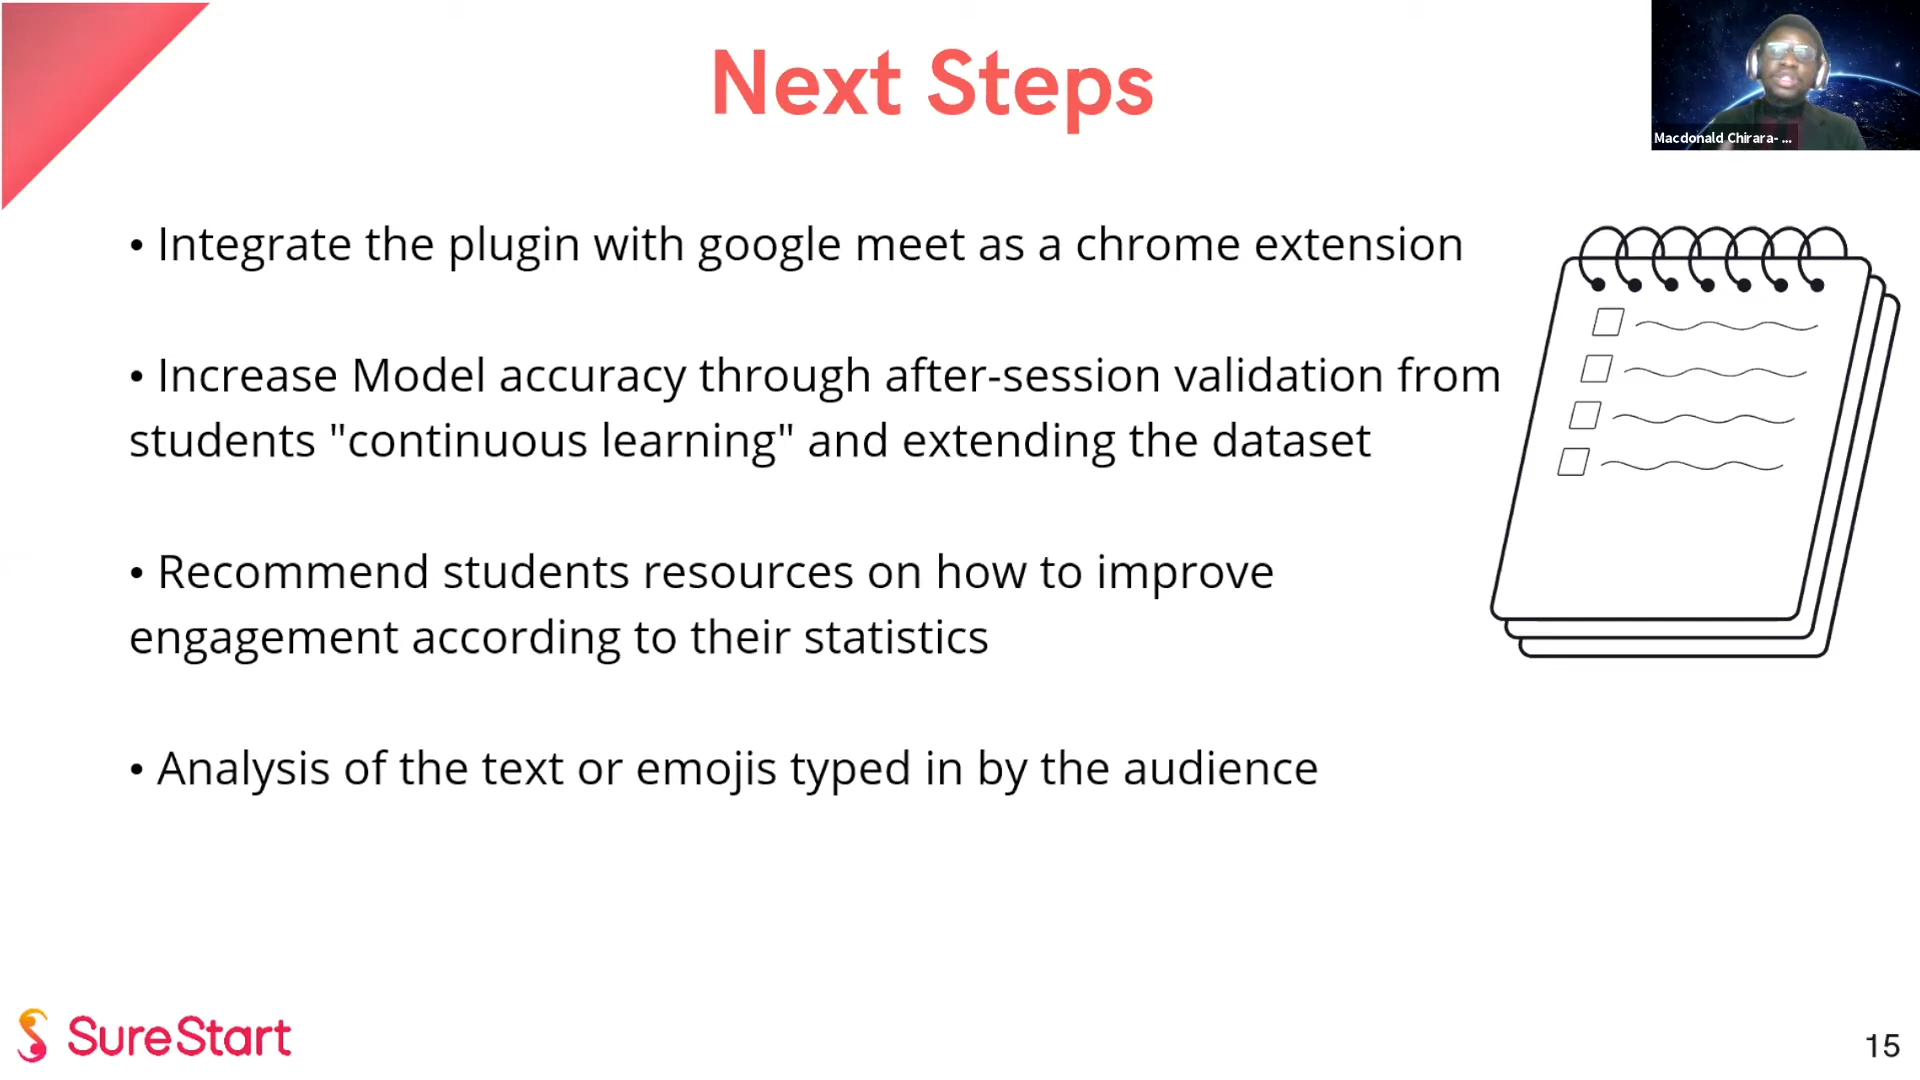 Next Steps
Macdonald Chirara- ...
• Integrate the plugin with google meet as a chrome extension
• Increase Model accuracy through after-session validation from
students "continuous learning" and extending the dataset
• Recommend students resources on how to improve
engagement according to their statistics
• Analysis of the text or emojis typed in by the audience
SureStart
15